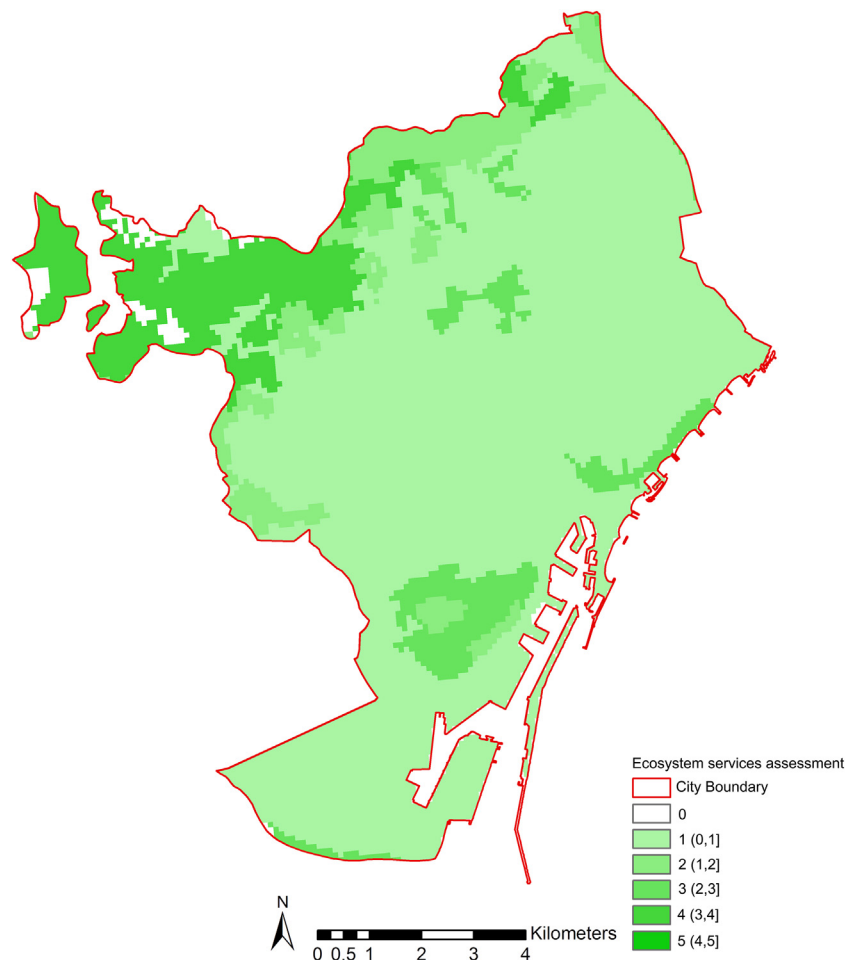 Ecosystem services assessment
City Boundary
0
1 (0,1]
2 (1,2]
3 (2,3]
4 (3,4]
5 (4,5]
N
Kilometers
0 0.5 1 2 3 4